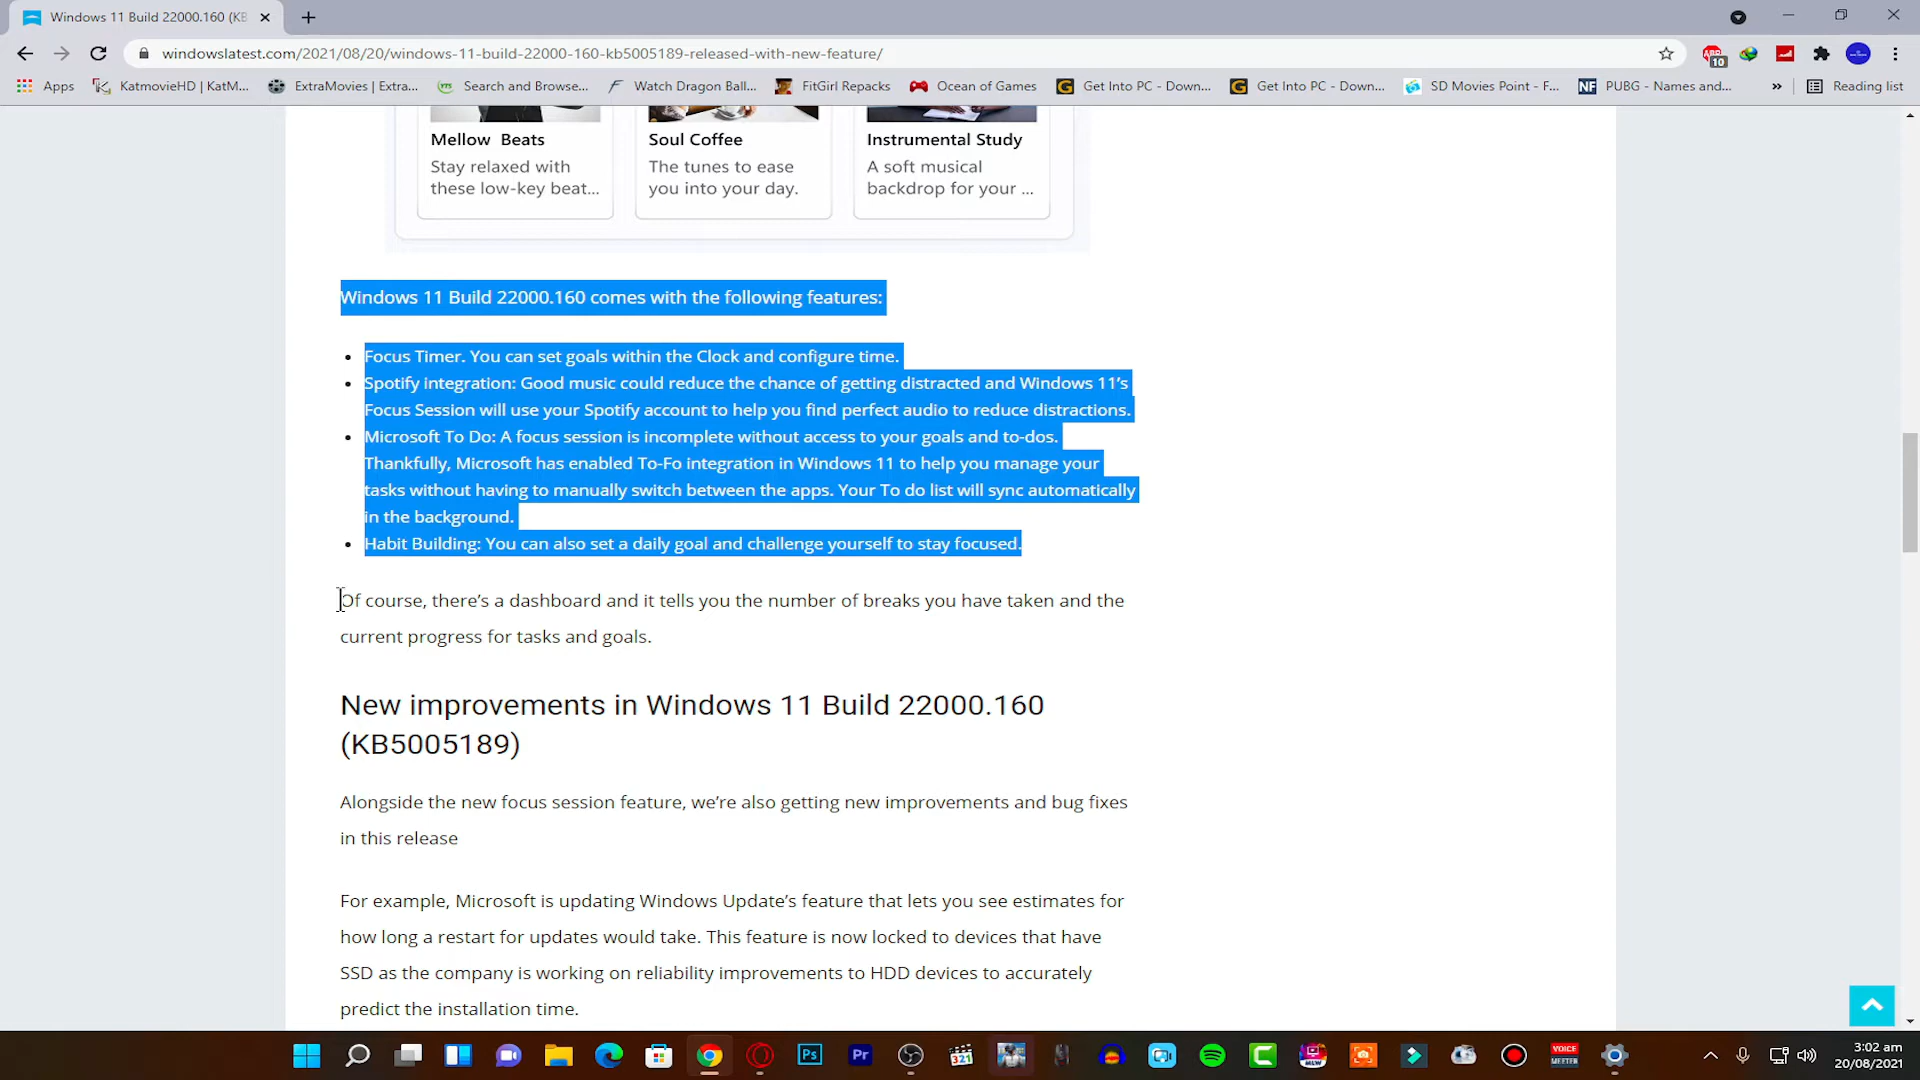 Windows 11 Build 22000.160 (KB
windowslatest.com/2021/08/20/windows-11-build-22000-160-kb5005189-released-with-new-feature/
ABP
10
Apps
KatmovieHD | KatM...
ExtraMovies | Extra...
Search and Browse...
Watch Dragon Ball...
FitGirl Repacks
Ocean of Games
Get Into PC - Down...
Get Into PC - Down...
SD Movies Point - F...
NF PUBG - Names and...
»
Reading list
Mellow Beats
Soul Coffee
Instrumental Study
Stay relaxed with
The tunes to ease
A soft musical
these low-key beat...
you into your day.
backdrop for your ...
Windows 11 Build 22000.160 comes with the following features:
• Focus Timer. You can set goals within the Clock and configure time.
• Spotify integration: Good music could reduce the chance of getting distracted and Windows 11’s
Focus Session will use your Spotify account to help you find perfect audio to reduce distractions.
• Microsoft To Do: A focus session is incomplete without access to your goals and to-dos.
Thankfully, Microsoft has enabled To-Fo integration in Windows 11 to help you manage your
tasks without having to manually switch between the apps. Your To do list will sync automatically
in the background.
• Habit Building: You can also set a daily goal and challenge yourself to stay focused.
Of course, there’s a dashboard and it tells you the number of breaks you have taken and the
current progress for tasks and goals.
New improvements in Windows 11 Build 22000.160
(KB5005189)
Alongside the new focus session feature, we’re also getting new improvements and bug fixes
in this release
For example, Microsoft is updating Windows Update’s feature that lets you see estimates for
how long a restart for updates would take. This feature is now locked to devices that have
SSD as the company is working on reliability improvements to HDD devices to accurately
predict the installation time.
Ps
Pr
321
VOICE
MEETER
3:02 am
20/08/2021